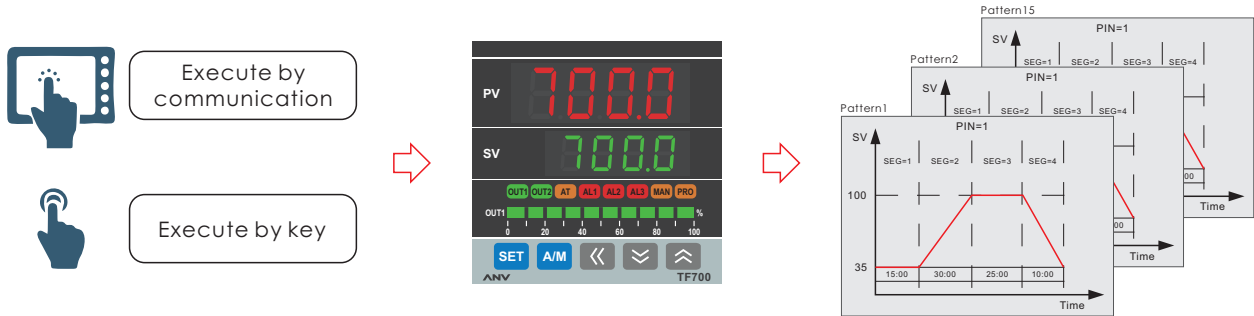 Execute by
communication
Execute by key
PV
700.0
SV
700.0
OUT1 OUT2 AT AL1 AL2 AL3 MAN PRO
OUT1
%
0 20 40 60 80 100
SET A/M
ANV
TF700
Pattern15
PIN=1
SV
SEG=1 SEG=2 SEG=3 SEG=4
:00
Time
Pattern2
PIN=1
SV
SEG=1 SEG=2 SEG=3 SEG=4
00
Time
Pattern1
PIN=1
SV
SEG=1 SEG=2 SEG=3 SEG=4
100
35
15:00 30:00 25:00 10:00
Time